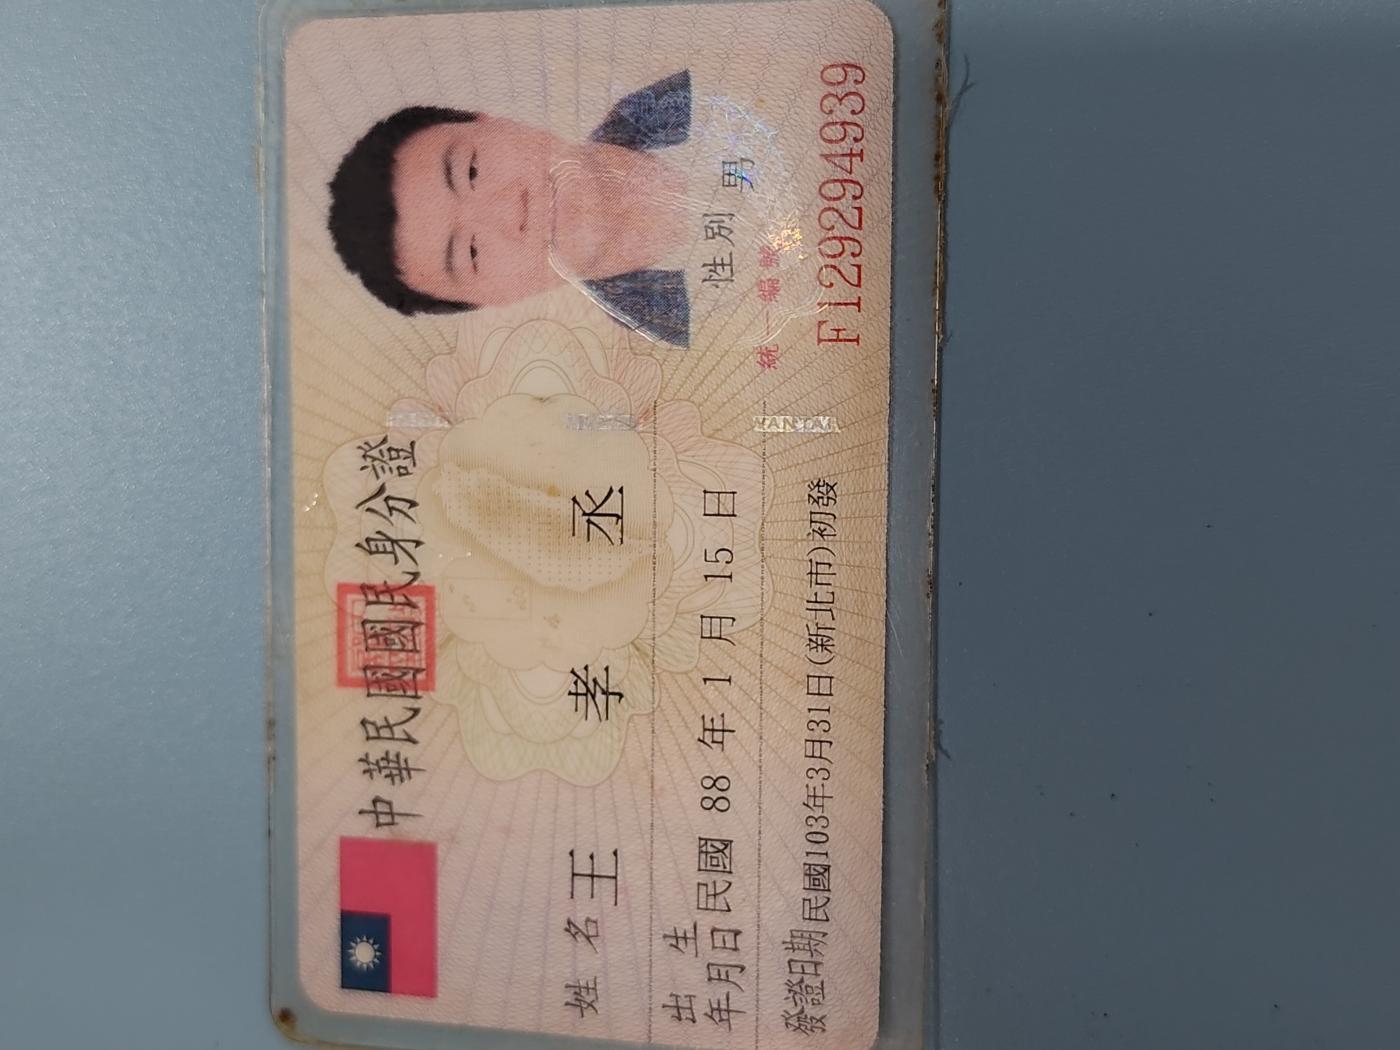 中華民國國民身分證
姓名 王孝丞
出生年月日 民國 88 年 1 月 15 日
性別 男
發證日期 民國103年3月31日(新北市)初發
統一編號
F129294939